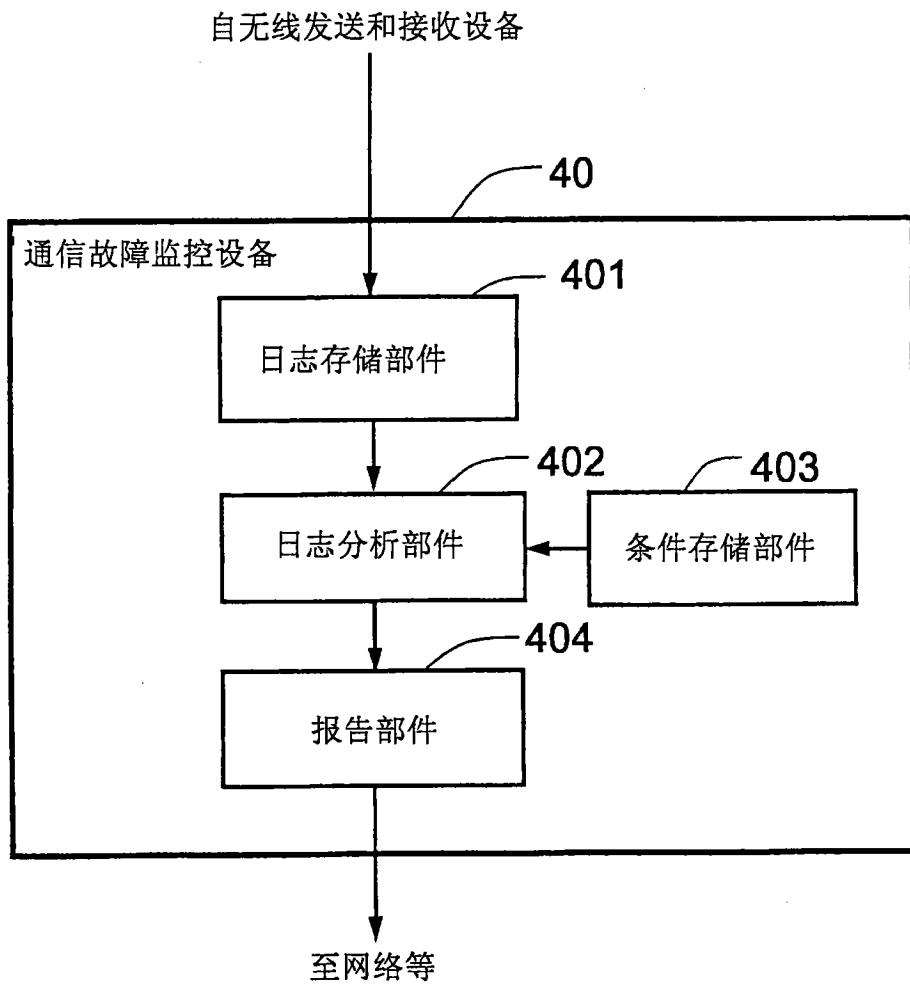 自无线发送和接收设备
40
通信故障监控设备
401
日志存储部件
402
403
日志分析部件
条件存储部件
404
报告部件
至网络等